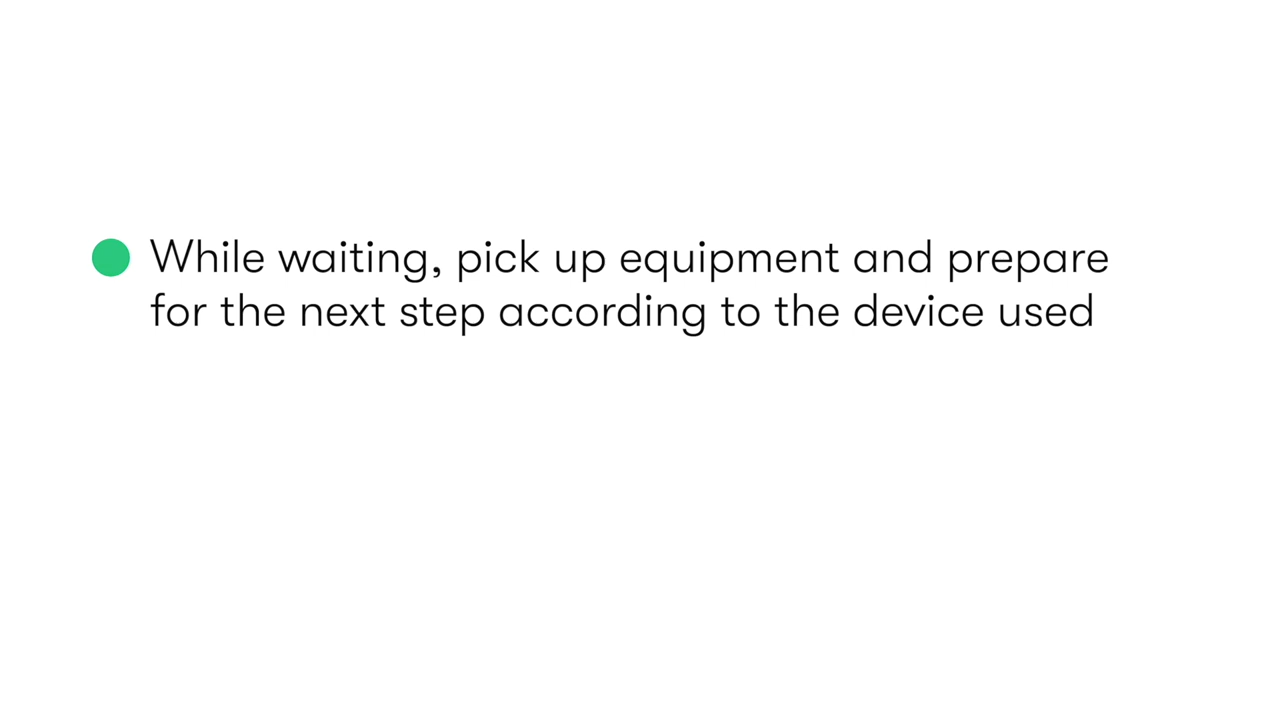 While waiting, pick up equipment and prepare
for the next step according to the device used